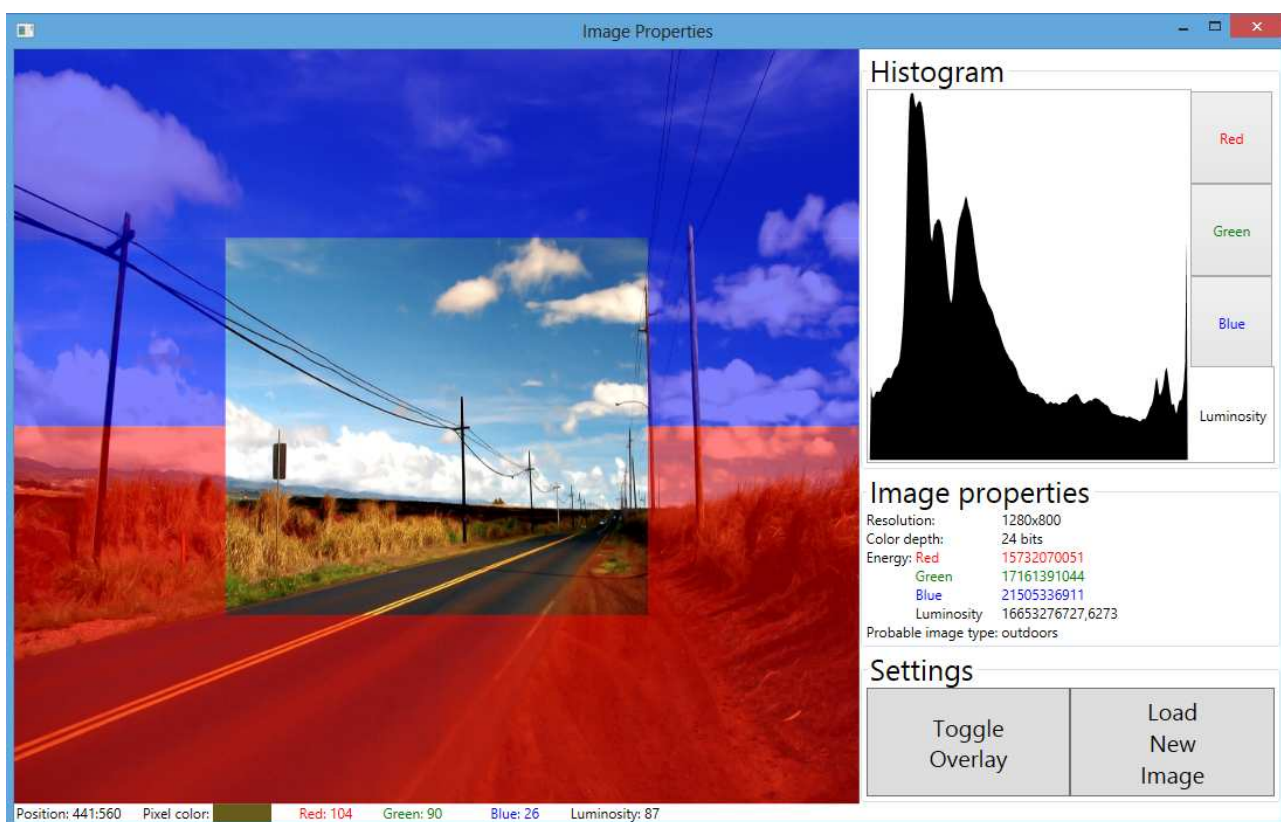 Image Properties
Histogram
Red
Green
Blue
Luminosity
Image properties
Resolution: 1280x800
Color depth: 24 bits
Energy: Red 15732070051
Green 17161391044
Blue 21505336911
Luminosity 16653276727,6273
Probable image type: outdoors
Settings
Toggle
Overlay
Load
New
Image
Position: 441:560 Pixel color: Red: 104 Green: 90 Blue: 26 Luminosity: 87